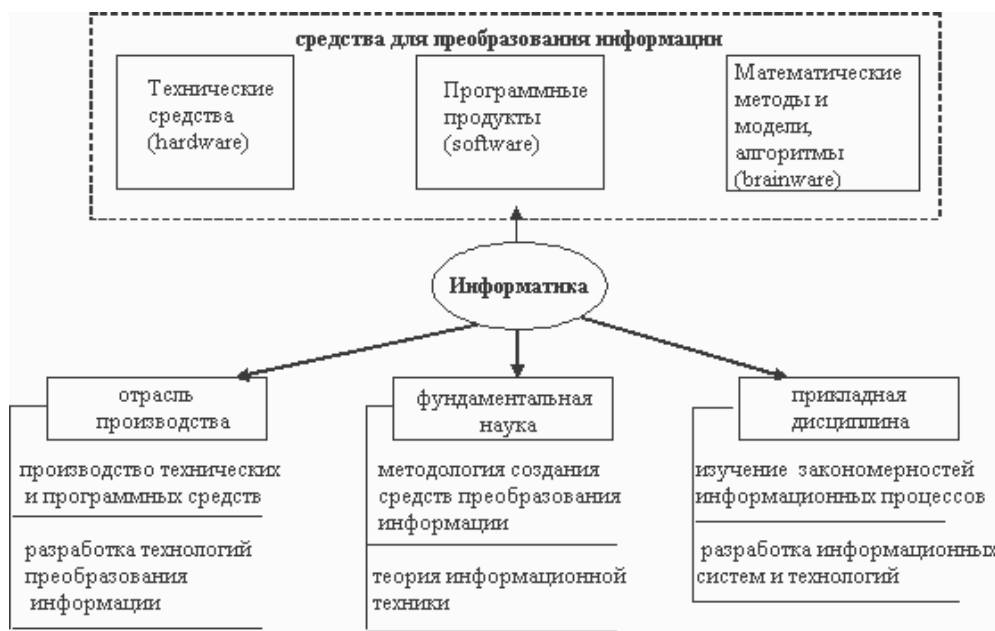 средства для преобразования информации
Технические
средства
(hardware)
Программные
продукты
(software)
Математические
методы и
модели,
алгоритмы
(brainware)
Информатика
отрасль
производства
фундаментальная
наука
прикладная
дисциплина
производство технических
и программных средств
разработка технологий
преобразования
информации
методология создания
средств преобразования
информации
теория информационной
техники
изучение закономерностей
информационных процессов
разработка информационных
систем и технологий